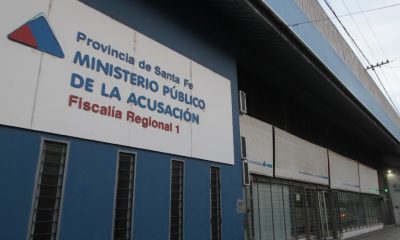 Provincia de Santa Fe
MINISTERIO PÚBLICO
DE LA ACUSACIÓN
Fiscalía Regional 1